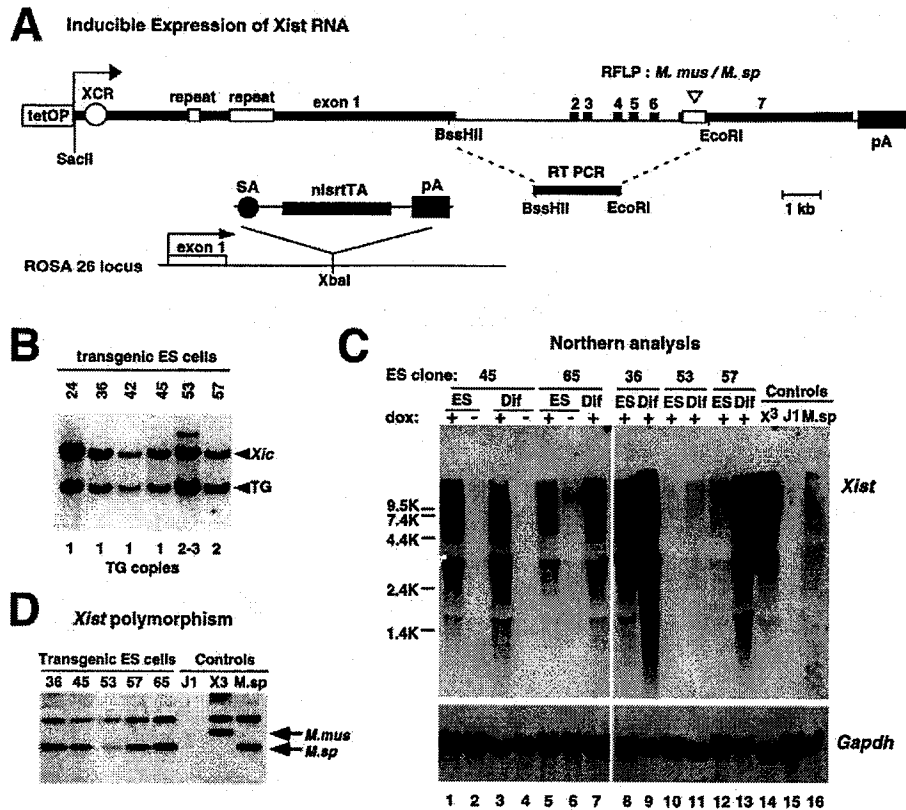 A Inducible Expression of Xist RNA
RFLP : M. mus / M. sp
XCR
repeat
repeat
exon 1
2 3 4 5 6 7
tetOP
SacII
BssHII
EcoRI
pA
RT PCR
BssHII
EcoRI
1 kb
SA
nlsrtTA
pA
exon 1
ROSA 26 locus
XbaI
B
transgenic ES cells
24 36 42 45 53 57
Xic
TG
1 1 1 1 2-3 2
TG copies
C Northern analysis
ES clone: 45 65 36 53 57
ES Dif ES Dif ES Dif ES Dif ES Dif Controls
dox: + - + - + - + + + + + + + X3 J1 M.sp
Xist
9.5K
7.4K
4.4K
2.4K
1.4K
Gapdh
1 2 3 4 5 6 7 8 9 10 11 12 13 14 15 16
D Xist polymorphism
Transgenic ES cells Controls
36 45 53 57 65 J1 X3 M.sp
M.mus
M.sp